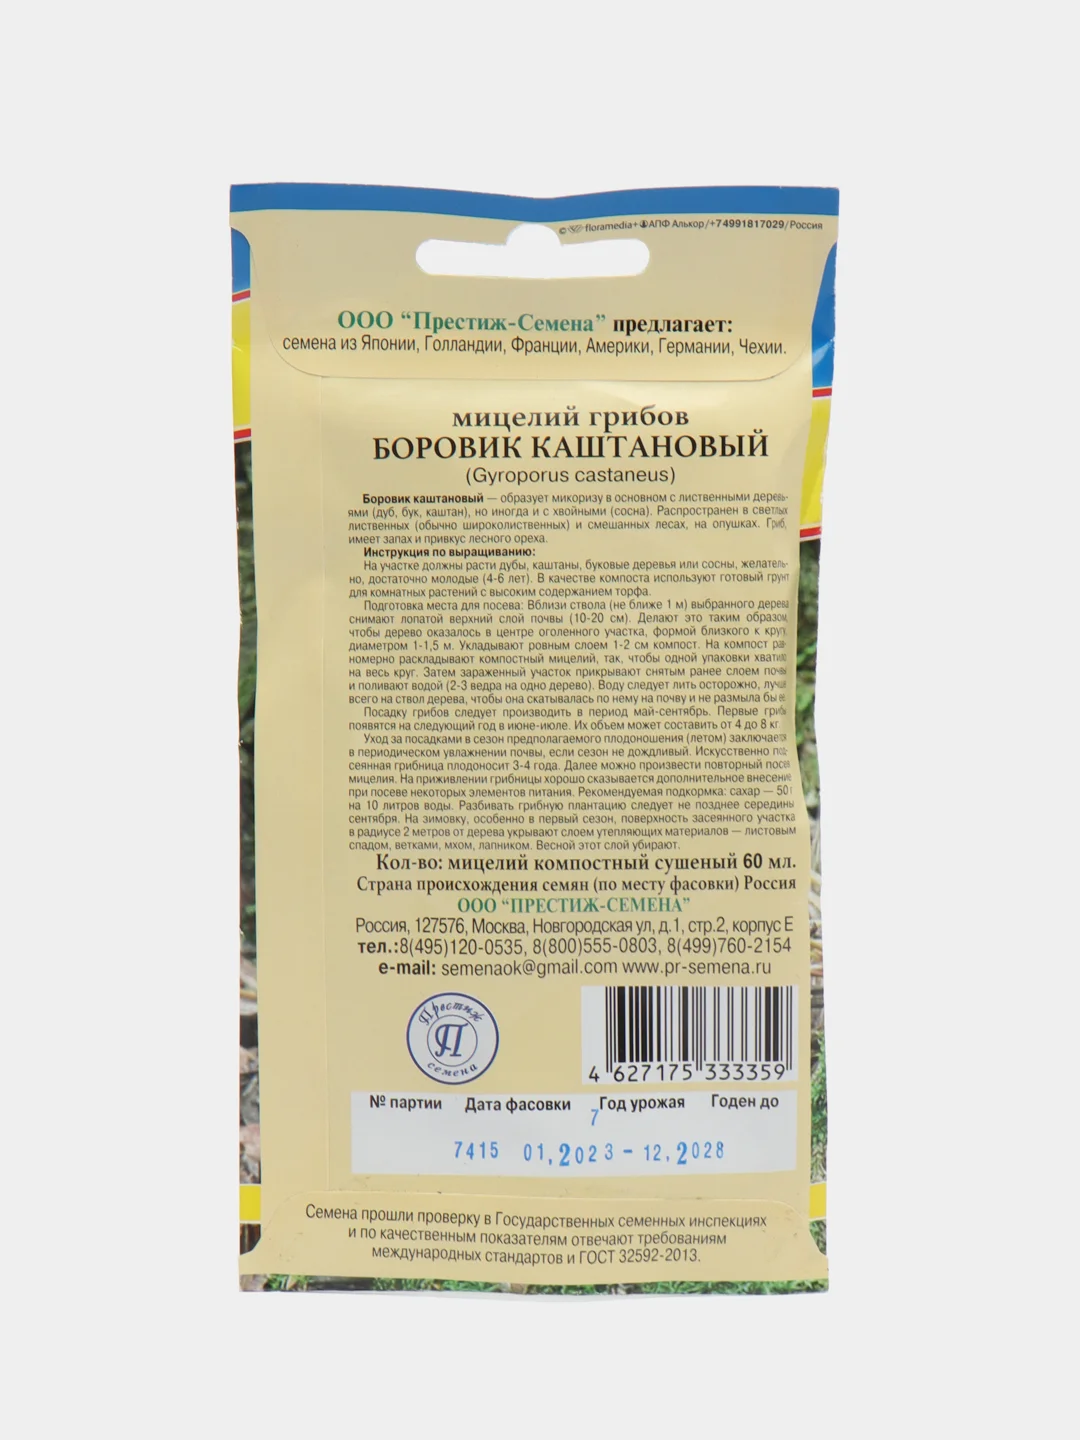 © floramedia+ АПФ Алькор/+74991817029/Россия
ООО “Престиж-Семена” предлагает:
семена из Японии, Голландии, Франции, Америки, Германии, Чехии.
мицелий грибов
БОРОВИК КАШТАНОВЫЙ
(Gyroporus castaneus)
Боровик каштановый — образует микоризу в основном с лиственными деревь-
ями (дуб, бук, каштан), но иногда и с хвойными (сосна). Распространен в светлых
лиственных (обычно широколиственных) и смешанных лесах, на опушках. Гриб
имеет запах и привкус лесного ореха.
Инструкция по выращиванию:
На участке должны расти дубы, каштаны, буковые деревья или сосны, желатель-
но, достаточно молодые (4-6 лет). В качестве компоста используют готовый грунт
для комнатных растений с высоким содержанием торфа.
Подготовка места для посева: Вблизи ствола (не ближе 1 м) выбранного дерева
снимают лопатой верхний слой почвы (10-20 см). Делают это таким образом,
чтобы дерево оказалось в центре оголенного участка, формой близкого к кругу,
диаметром 1-1,5 м. Укладывают ровным слоем 1-2 см компост. На компост рав-
номерно раскладывают компостный мицелий, так, чтобы одной упаковки хватило
на весь круг. Затем зараженный участок прикрывают снятым ранее слоем почвы
и поливают водой (2-3 ведра на одно дерево). Воду следует лить осторожно, лучше
всего на ствол дерева, чтобы она скатывалась по нему на почву и не размыла бы ее.
Посадку грибов следует производить в период май-сентябрь. Первые грибы
появятся на следующий год в июне-июле. Их объем может составить от 4 до 8 кг.
Уход за посадками в сезон предполагаемого плодоношения (летом) заключается
в периодическом увлажнении почвы, если сезон не дождливый. Искусственно по-
сеянная грибница плодоносит 3-4 года. Далее можно произвести повторный посев
мицелия. На приживлении грибницы хорошо сказывается дополнительное внесение
при посеве некоторых элементов питания. Рекомендуемая подкормка: сахар — 50 г
на 10 литров воды. Разбивать грибную плантацию следует не позднее середины
сентября. На зимовку, особенно в первый сезон, поверхность засеянного участка
в радиусе 2 метров от дерева укрывают слоем утепляющих материалов — листовым
спадом, ветками, мхом, лапником. Весной этот слой убирают.
Кол-во: мицелий компостный сушеный 60 мл.
Страна происхождения семян (по месту фасовки) Россия
ООО “ПРЕСТИЖ-СЕМЕНА”
Россия, 127576, Москва, Новгородская ул, д.1, стр.2, корпус Е
тел.:8(495)120-0535, 8(800)555-0803, 8(499)760-2154
e-mail: semenaok@gmail.com www.pr-semena.ru
Престиж
П
семена
4 627175 333359
№ партии Дата фасовки Год урожая Годен до
7
7415 01,2023 - 12,2028
Семена прошли проверку в Государственных семенных инспекциях
и по качественным показателям отвечают требованиям
международных стандартов и ГОСТ 32592-2013.